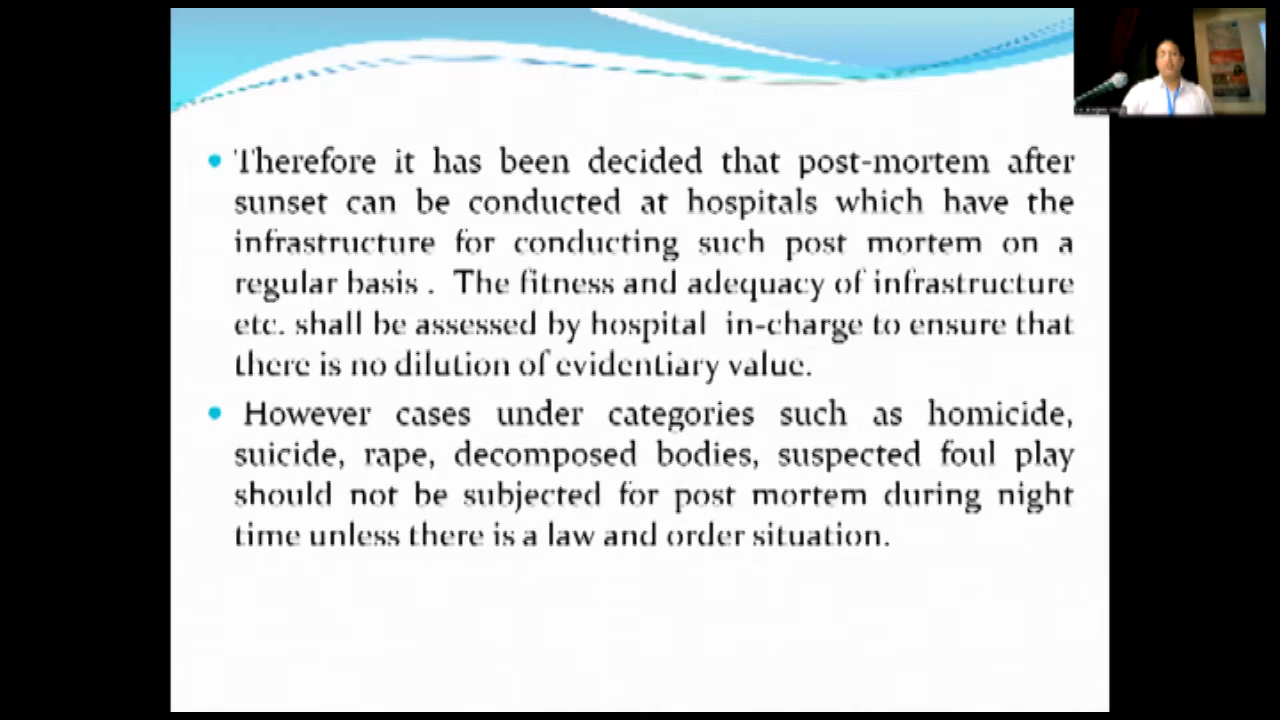 Therefore it has been decided that post-mortem after
sunset can be conducted at hospitals which have the
infrastructure for conducting such post mortem on a
regular basis .  The fitness and adequacy of infrastructure
etc. shall be assessed by hospital  in-charge to ensure that
there is no dilution of evidentiary value.
However cases under categories such as homicide,
suicide, rape, decomposed bodies, suspected foul play
should not be subjected for post mortem during night
time unless there is a law and order situation.